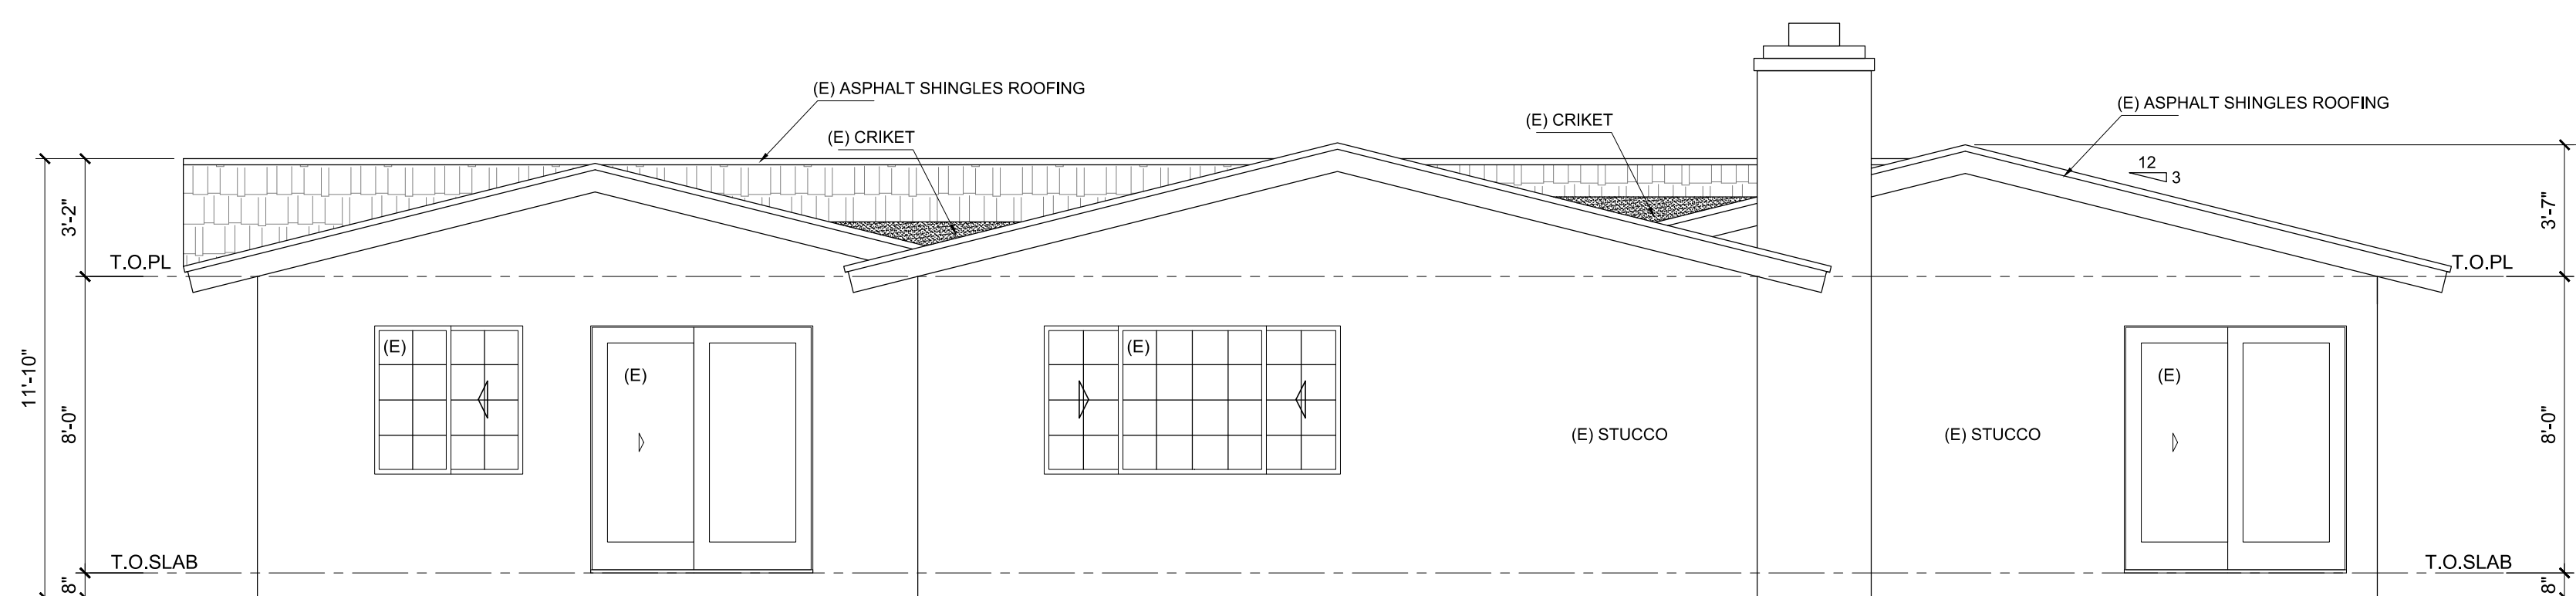 (E) ASPHALT SHINGLES ROOFING
(E) CRIKET
(E) CRIKET
(E) ASPHALT SHINGLES ROOFING
12
3
3'-2"
3'-7"
T.O.PL
T.O.PL
11'-10"
8'-0"
8'-0"
(E)
(E)
(E)
(E)
(E) STUCCO
(E) STUCCO
T.O.SLAB
T.O.SLAB
8"
8"